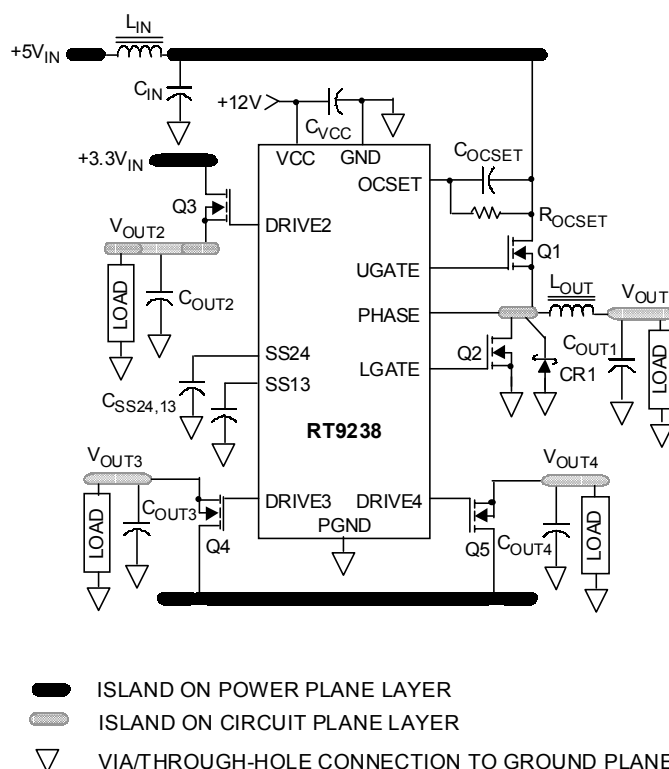 L_IN
+5V_IN
C_IN
+12V
C_VCC
VCC GND
+3.3V_IN
C_OCSET
OCSET
R_OCSET
Q3
DRIVE2
Q1
V_OUT2
UGATE
L_OUT
V_OUT
LOAD
C_OUT2
PHASE
Q2
C_OUT1
LOAD
SS24
LGATE
CR1
SS13
C_SS24,13
RT9238
V_OUT3
V_OUT4
LOAD
C_OUT3
Q4
DRIVE3 DRIVE4
PGND
Q5
C_OUT4
LOAD
ISLAND ON POWER PLANE LAYER
ISLAND ON CIRCUIT PLANE LAYER
VIA/THROUGH-HOLE CONNECTION TO GROUND PLANE